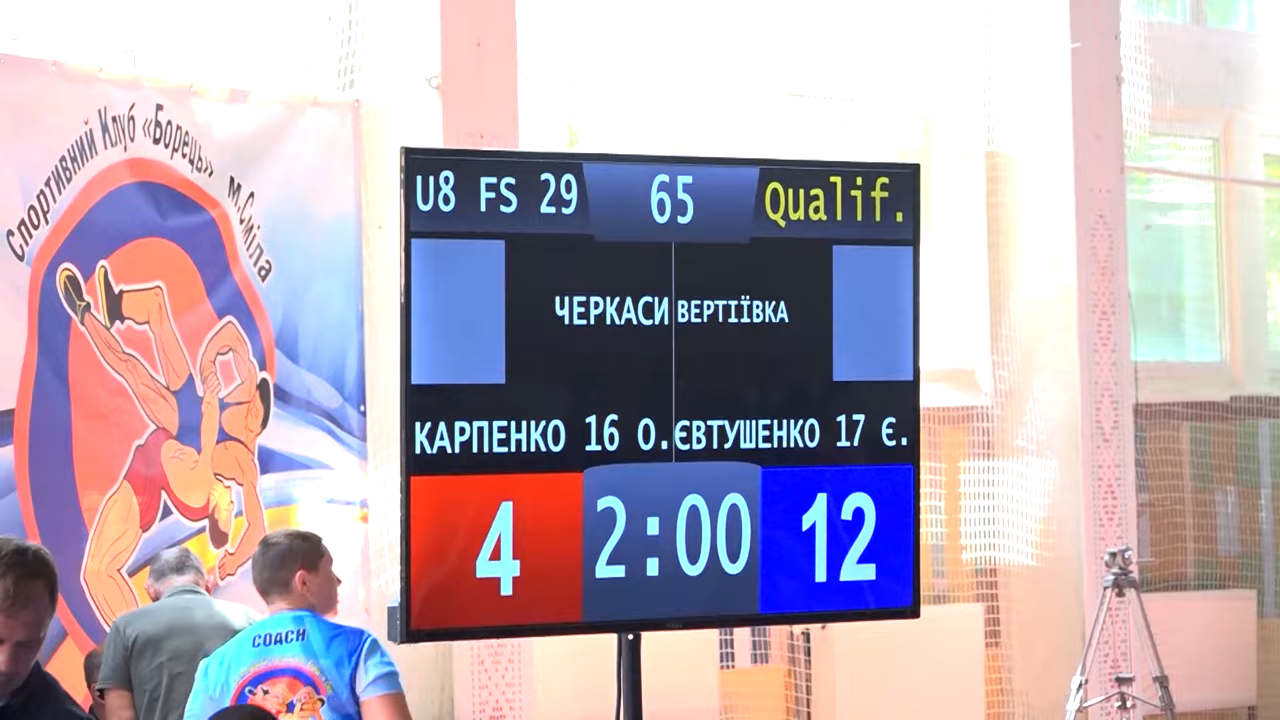 Спортивний Клуб «Борець» м.Сміла
U8 FS 29 65 Qualif.
ЧЕРКАСИ ВЕРТІЇВКА
КАРПЕНКО 16 О. ЄВТУШЕНКО 17 Є.
4 2:00 12
COACH